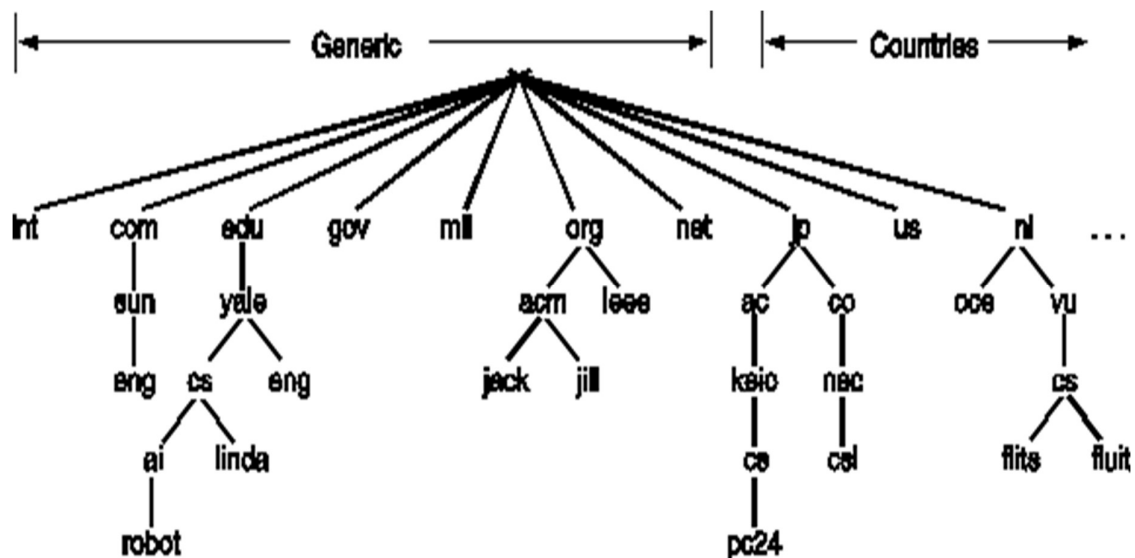 Generic Countries
int com edu gov mil org net jp us nl ...
sun yale acm ieee ac co oce vu
eng cs eng jack jill keio nec cs
ai linda cs csl flits fluit
robot pc24